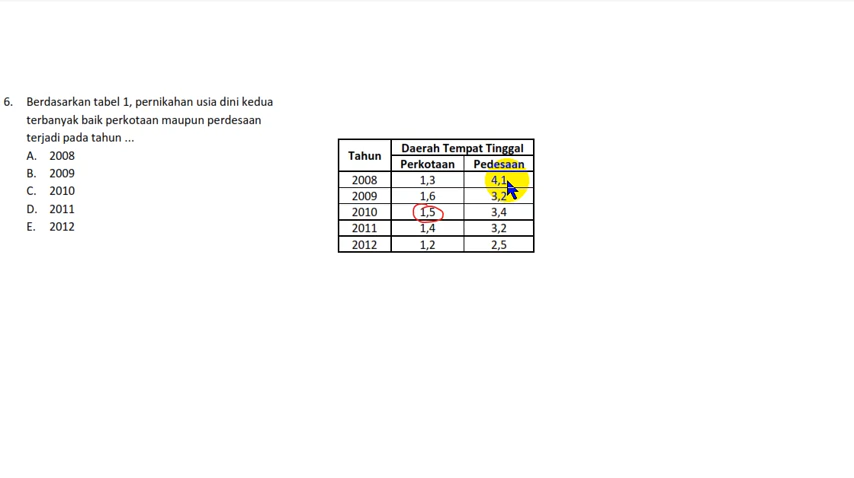 6. Berdasarkan tabel 1, pernikahan usia dini kedua
terbanyak baik perkotaan maupun perdesaan
terjadi pada tahun ...
A. 2008
B. 2009
C. 2010
D. 2011
E. 2012
Tahun Daerah Tempat Tinggal
Perkotaan Pedesaan
2008 1,3 4,1
2009 1,6 3,2
2010 1,5 3,4
2011 1,4 3,2
2012 1,2 2,5